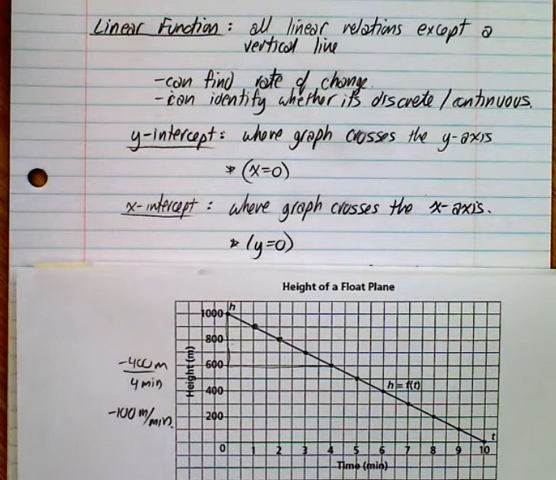 Linear Function : all linear relations except a
vertical line
-can find rate of change.
-can identify whether its discrete / continuous.
y-intercept : where graph crosses the y-axis
* (x=0)
x-intercept : where graph crosses the x-axis.
* (y=0)
Height of a Float Plane
h
1000
800
600
400
200
0 1 2 3 4 5 6 7 8 9 10
t
Height (m)
Time (min)
h = f(t)
-400 m
4 min
-100 m/min.